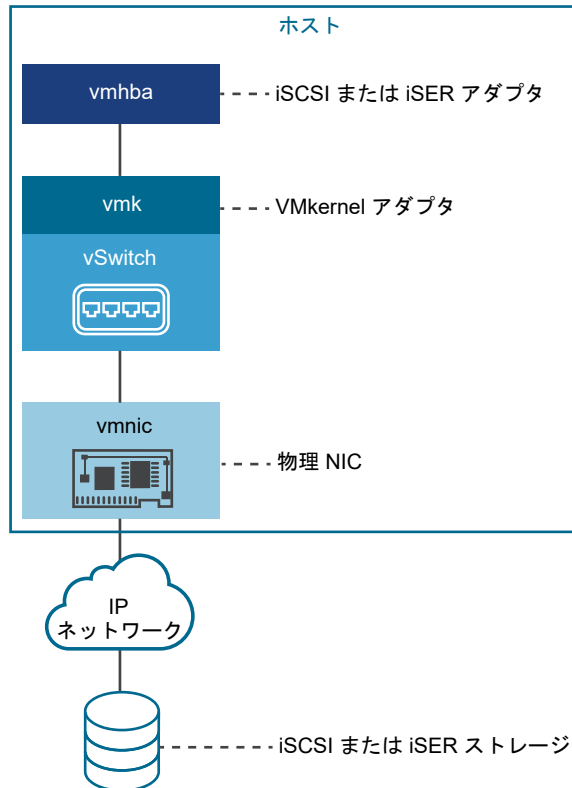 ホスト
vmhba
iSCSI または iSER アダプタ
vmk
VMkernel アダプタ
vSwitch
vmnic
物理 NIC
IP
ネットワーク
iSCSI または iSER ストレージ